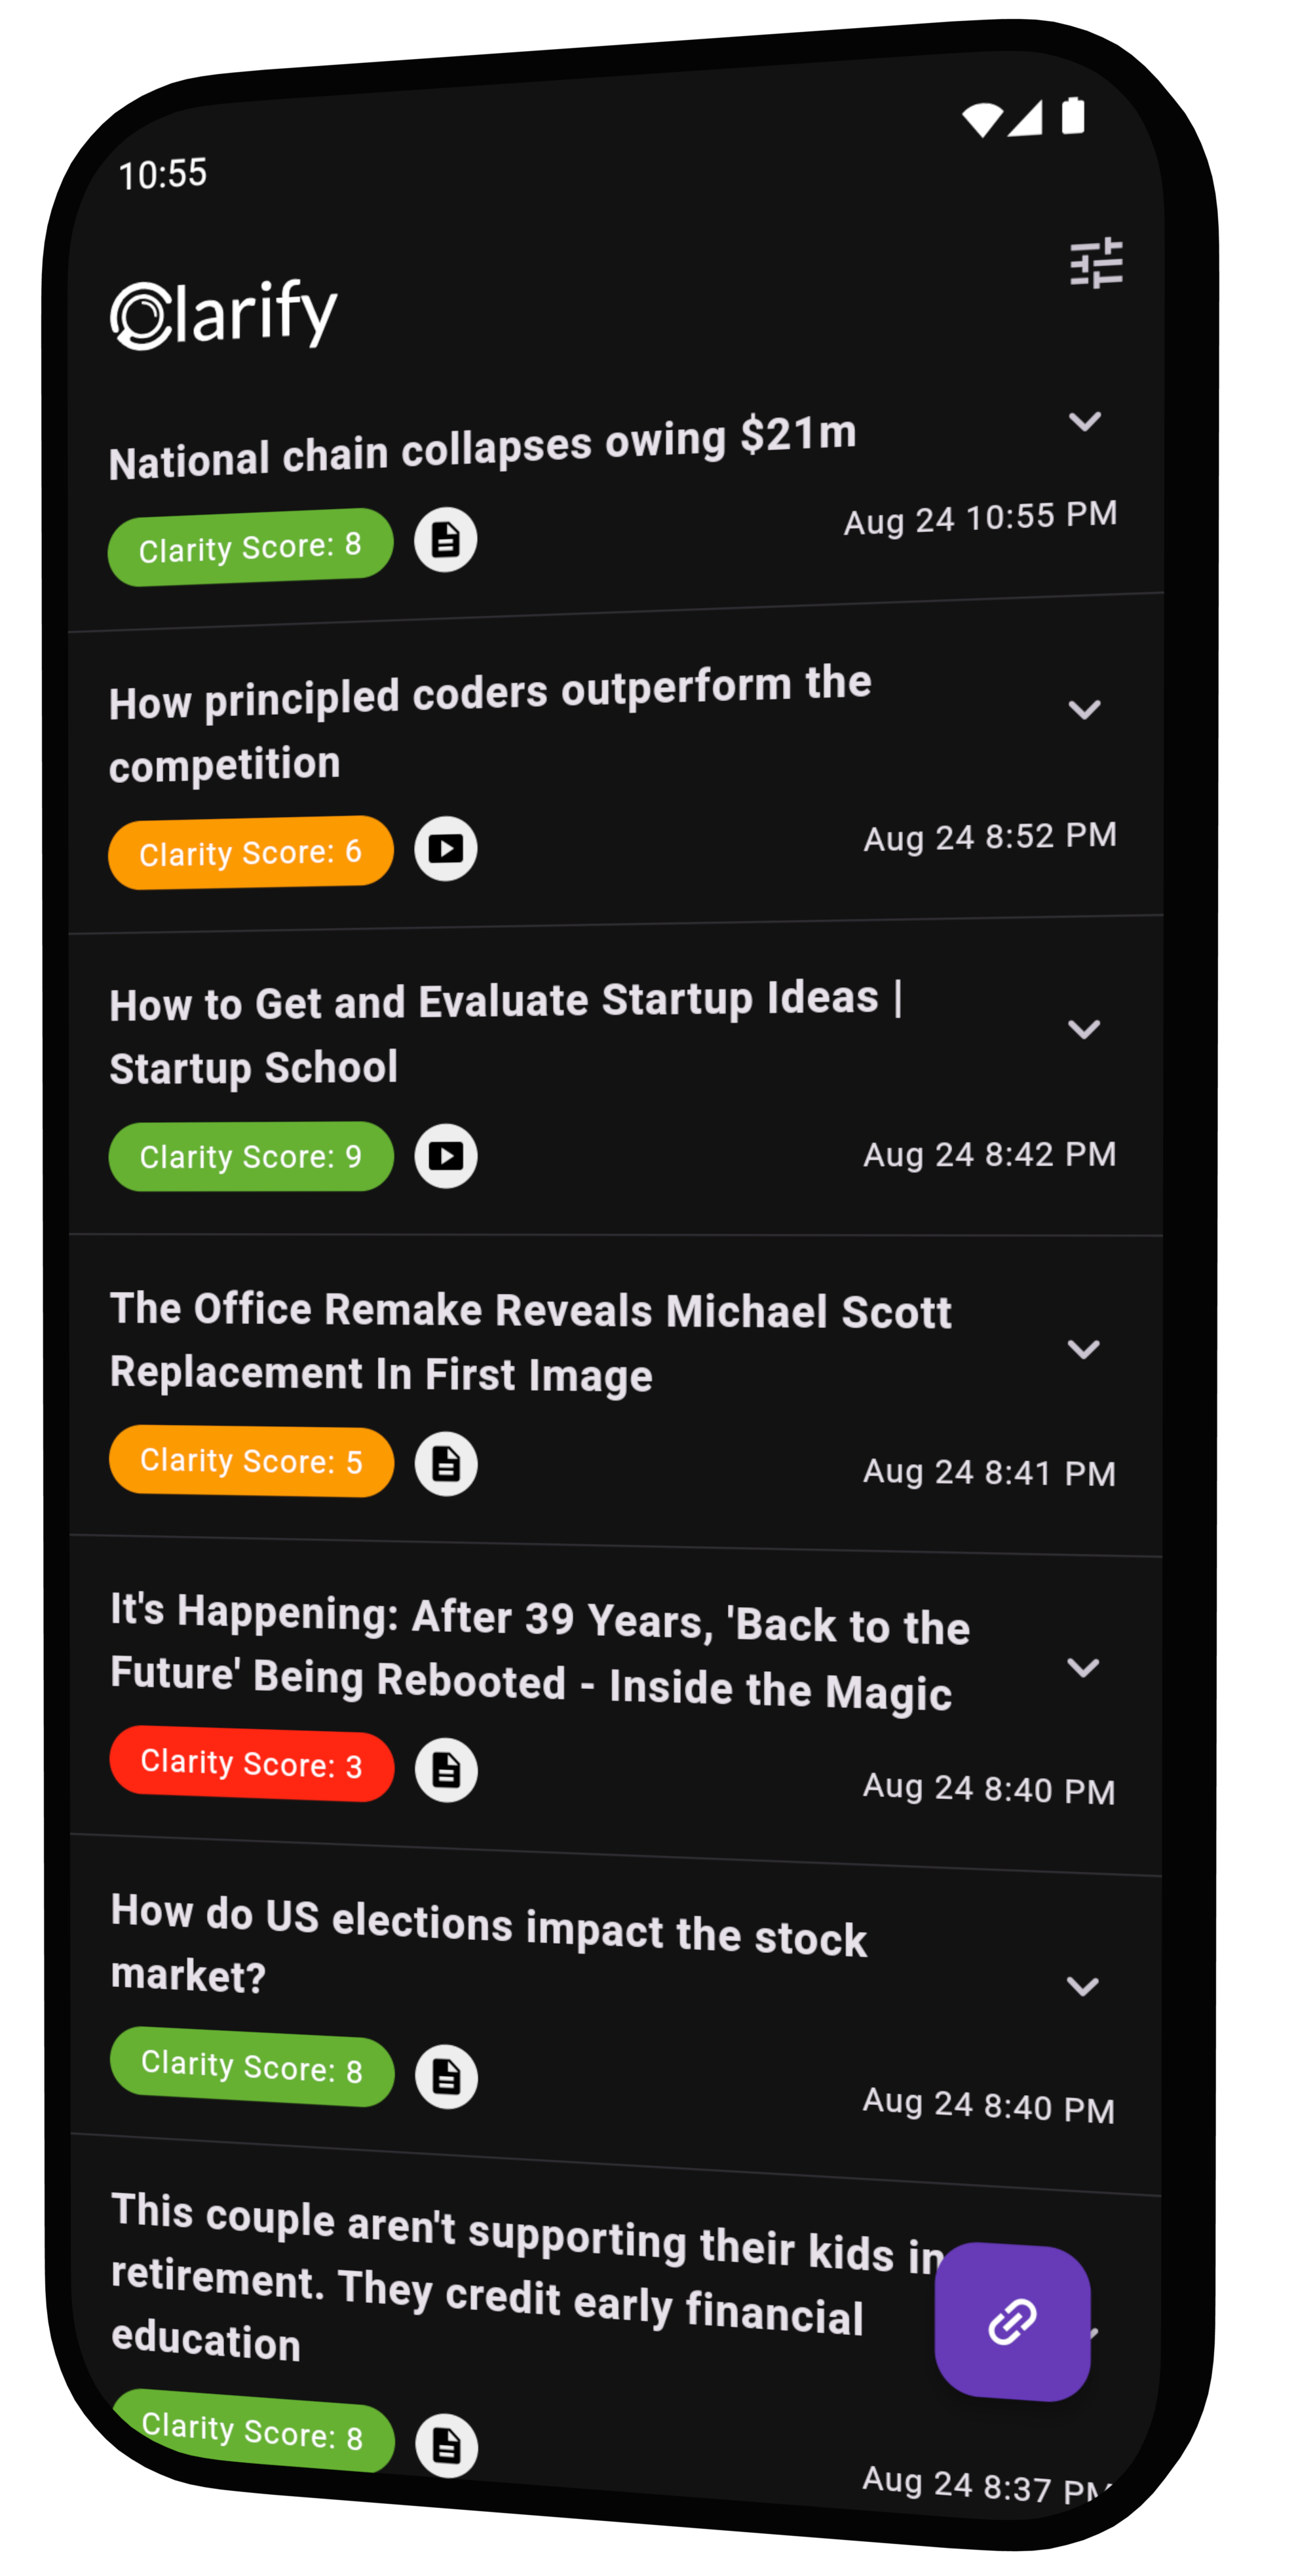 10:55
Clarify
National chain collapses owing $21m
Clarity Score: 8
Aug 24 10:55 PM
How principled coders outperform the
competition
Clarity Score: 6
Aug 24 8:52 PM
How to Get and Evaluate Startup Ideas |
Startup School
Clarity Score: 9
Aug 24 8:42 PM
The Office Remake Reveals Michael Scott
Replacement In First Image
Clarity Score: 5
Aug 24 8:41 PM
It's Happening: After 39 Years, 'Back to the
Future' Being Rebooted - Inside the Magic
Clarity Score: 3
Aug 24 8:40 PM
How do US elections impact the stock
market?
Clarity Score: 8
Aug 24 8:40 PM
This couple aren't supporting their kids in
retirement. They credit early financial
education
Clarity Score: 8
Aug 24 8:37 PM